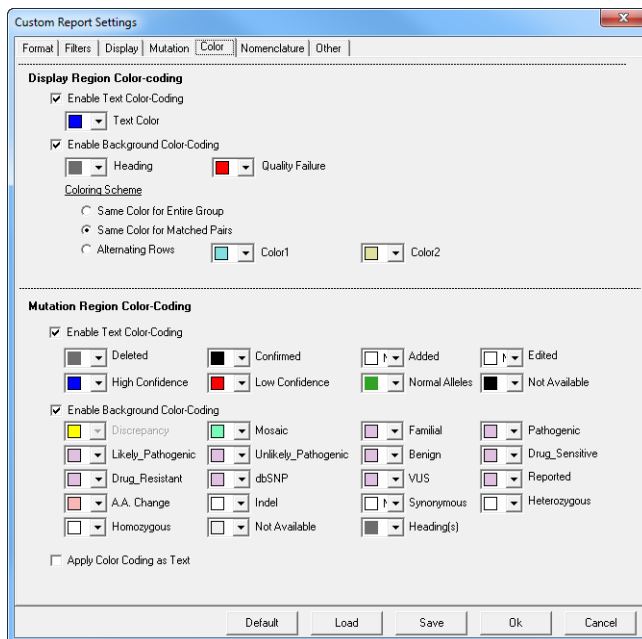 Custom Report Settings
Format Filters Display Mutation Color Nomenclature Other
Display Region Color-coding
Enable Text Color-Coding
Text Color
Enable Background Color-Coding
Heading Quality Failure
Coloring Scheme
Same Color for Entire Group
Same Color for Matched Pairs
Alternating Rows Color1 Color2
Mutation Region Color-Coding
Enable Text Color-Coding
Deleted Confirmed Added Edited
High Confidence Low Confidence Normal Alleles Not Available
Enable Background Color-Coding
Discrepancy Mosaic Familial Pathogenic
Likely_Pathogenic Unlikely_Pathogenic Benign Drug_Sensitive
Drug_Resistant dbSNP VUS Reported
A.A. Change Indel Synonymous Heterozygous
Homozygous Not Available Heading(s)
Apply Color Coding as Text
Default Load Save Ok Cancel